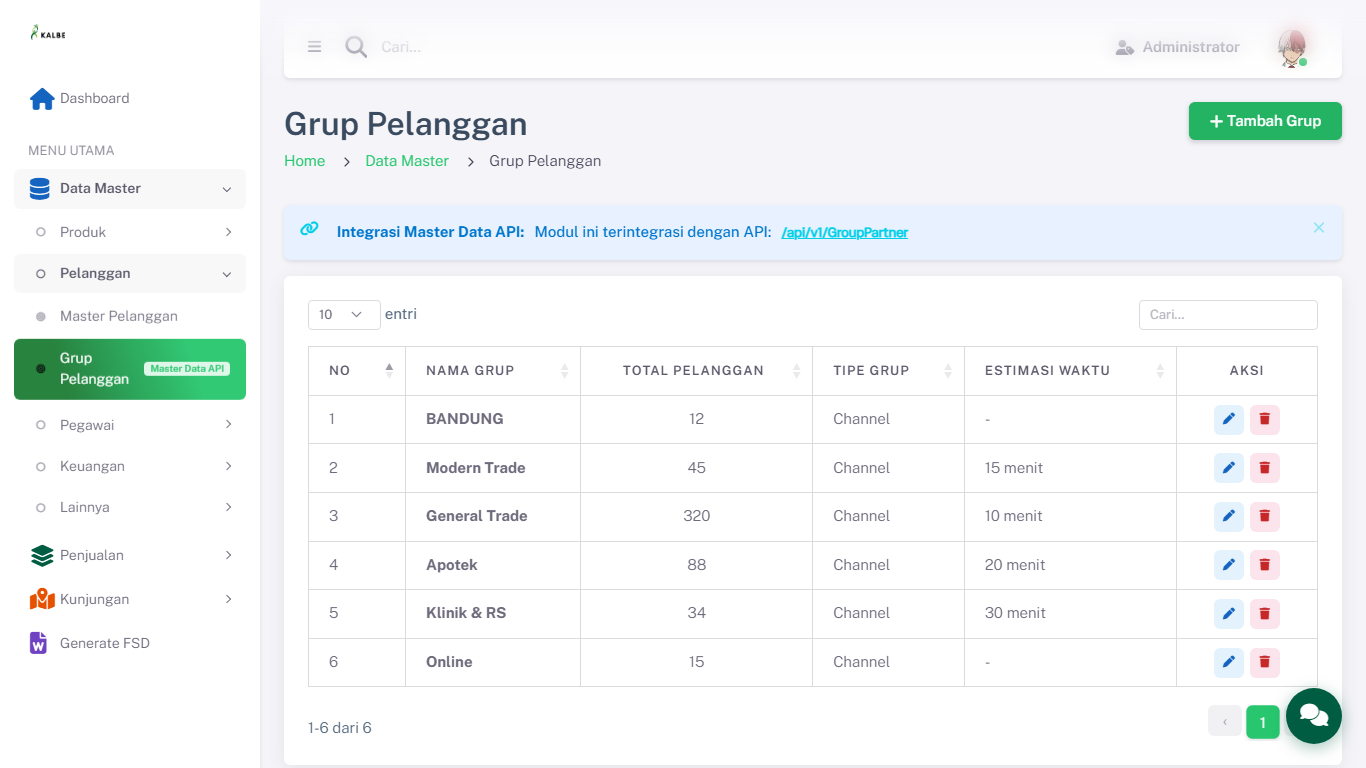 KALBE
Dashboard
MENU UTAMA
Data Master
Produk
Pelanggan
Master Pelanggan
Grup
Pelanggan
Master Data API
Pegawai
Keuangan
Lainnya
Penjualan
Kunjungan
Generate FSD
Cari...
Administrator
Grup Pelanggan
Home > Data Master > Grup Pelanggan
+ Tambah Grup
Integrasi Master Data API: Modul ini terintegrasi dengan API: /api/v1/GroupPartner
10 entri
Cari...
NO NAMA GRUP TOTAL PELANGGAN TIPE GRUP ESTIMASI WAKTU AKSI
1 BANDUNG 12 Channel -
2 Modern Trade 45 Channel 15 menit
3 General Trade 320 Channel 10 menit
4 Apotek 88 Channel 20 menit
5 Klinik & RS 34 Channel 30 menit
6 Online 15 Channel -
1-6 dari 6
‹ 1